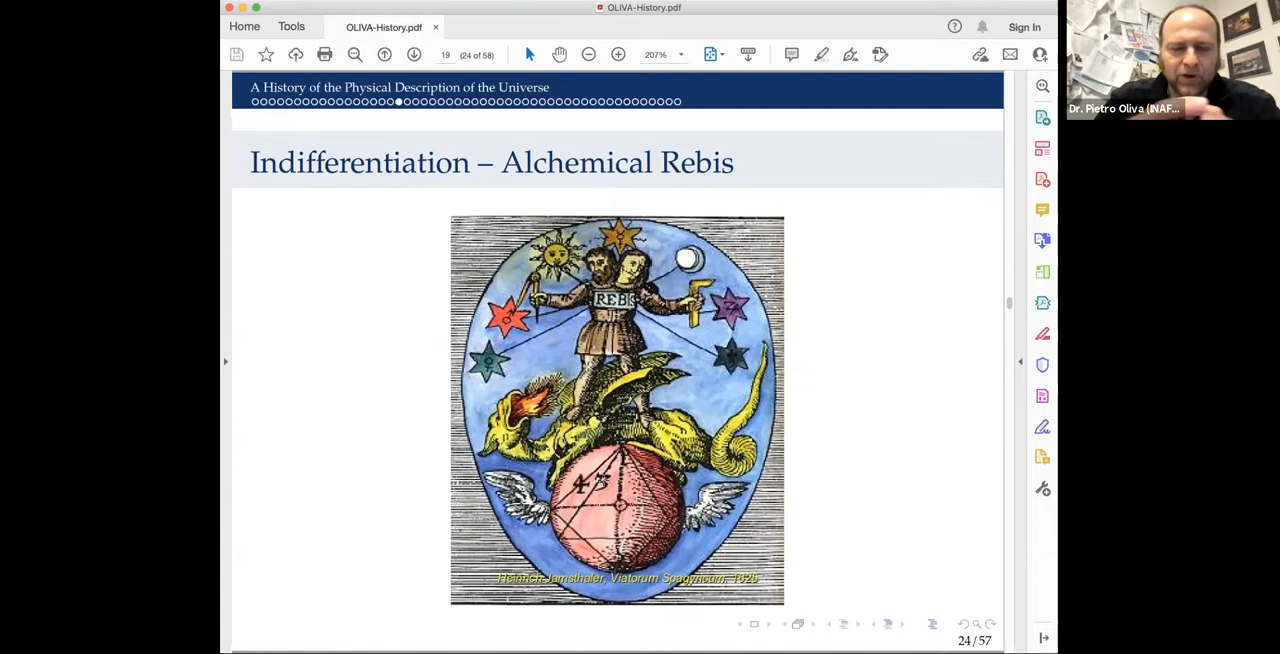 OLIVA-History.pdf
Home
Tools
OLIVA-History.pdf ×
Sign In
19
(24 of 58)
207%
A History of the Physical Description of the Universe
Dr. Pietro Oliva (INAF...
Indifferentiation – Alchemical Rebis
REBIS
4 3
Heinrich Jamsthaler, Viatorum Spagyricum, 1625
24/57